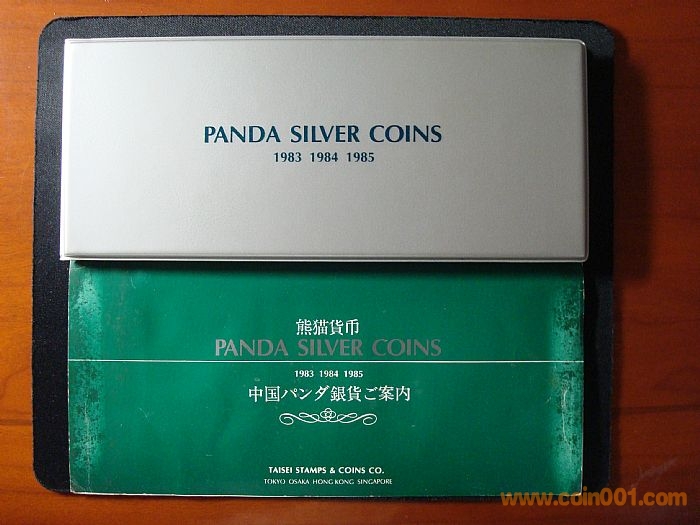 PANDA SILVER COINS
1983 1984 1985
熊猫貨币
PANDA SILVER COINS
1983 1984 1985
中国パンダ銀貨ご案内
TAISEI STAMPS & COINS CO.
TOKYO OSAKA HONG KONG SINGAPORE
www.coin001.com